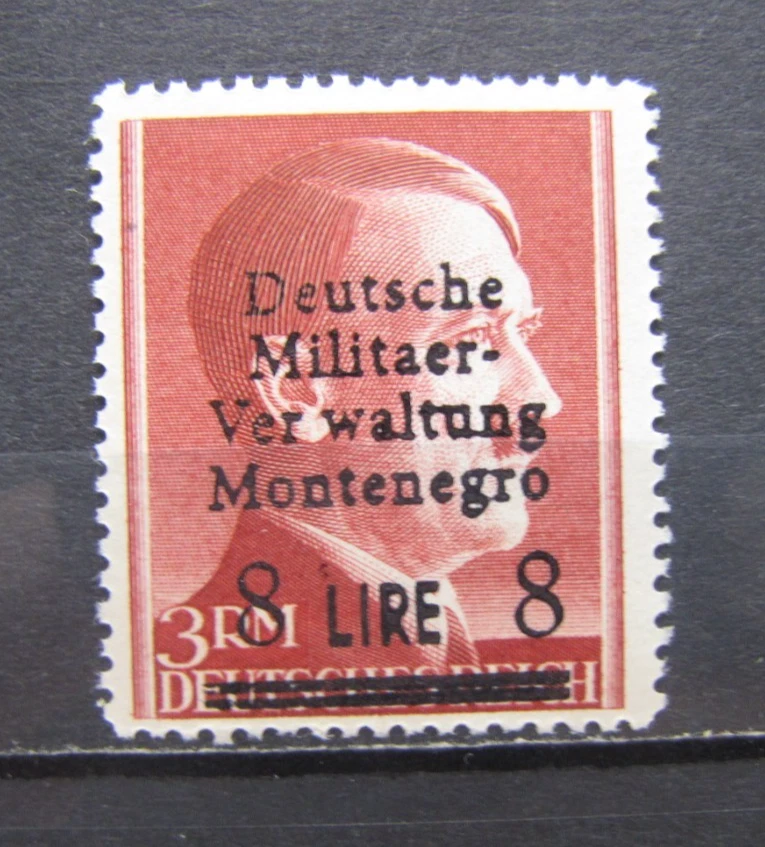 Deutsche
Militaer-
Verwaltung
Montenegro
8 LIRE 8
3RM
DEUTSCHES REICH